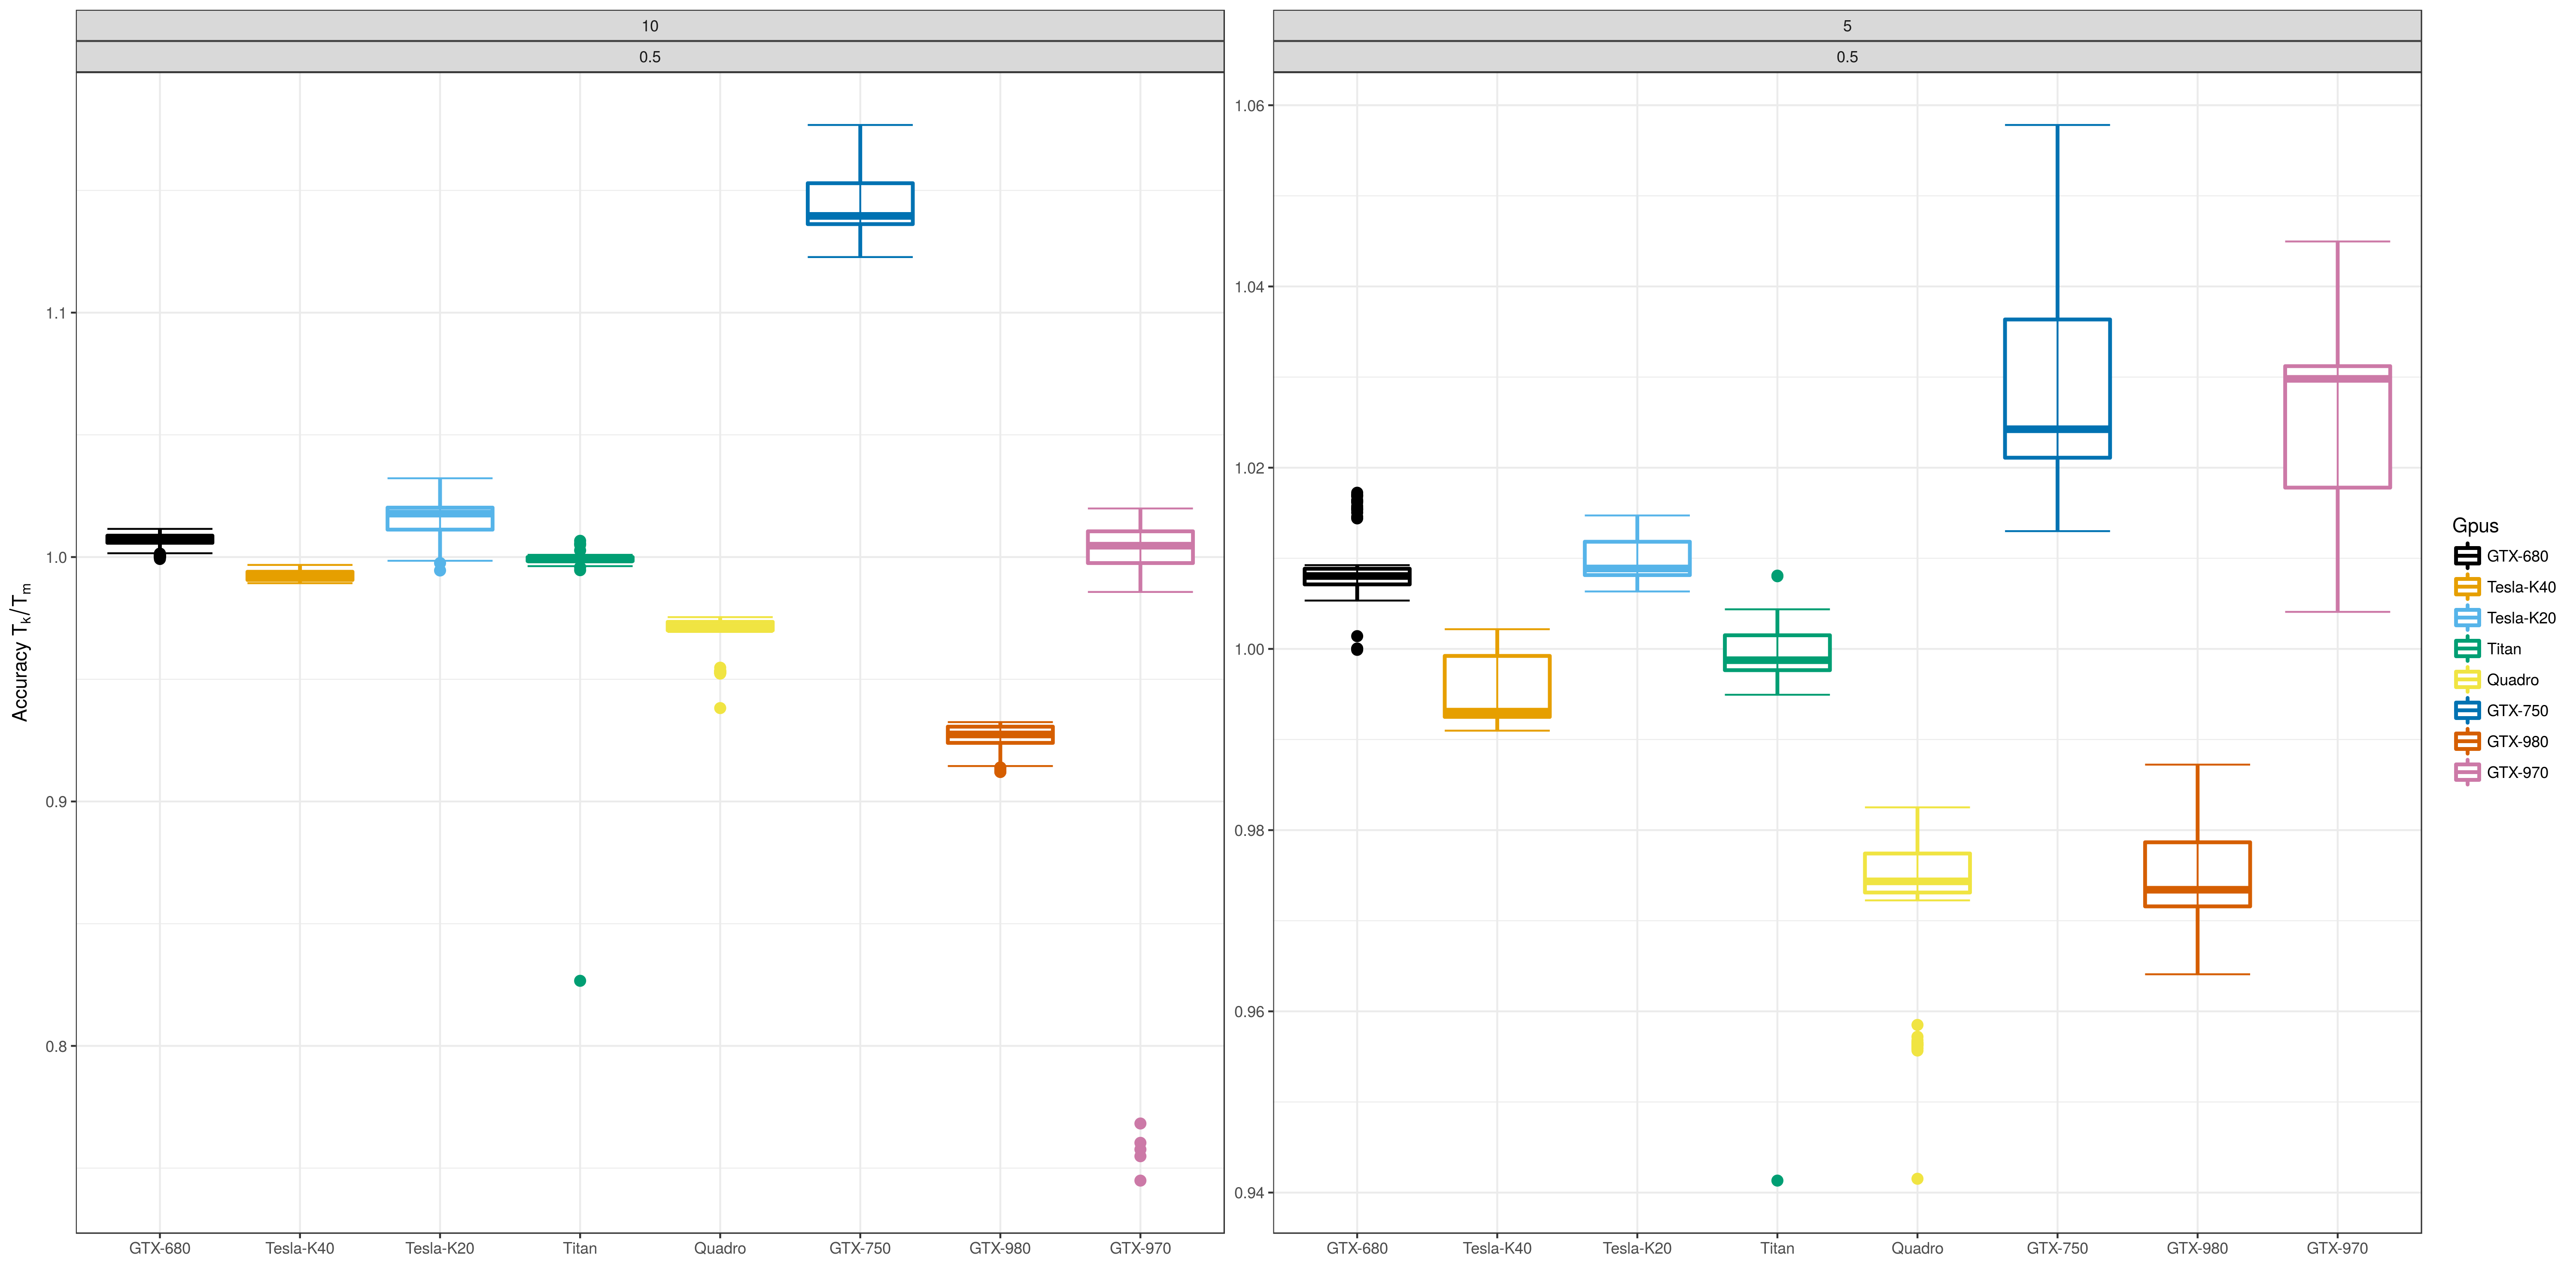 10
0.5
5
0.5
Accuracy Tk/Tm
1.1
1.0
0.9
0.8
GTX-680 Tesla-K40 Tesla-K20 Titan Quadro GTX-750 GTX-980 GTX-970
1.06
1.04
1.02
1.00
0.98
0.96
0.94
GTX-680 Tesla-K40 Tesla-K20 Titan Quadro GTX-750 GTX-980 GTX-970
Gpus
GTX-680
Tesla-K40
Tesla-K20
Titan
Quadro
GTX-750
GTX-980
GTX-970